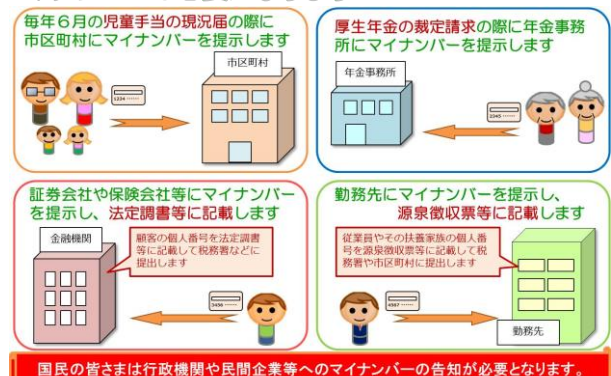 毎年６月の児童手当の現況届の際に
市区町村にマイナンバーを提示します
市区町村
1234 ……
厚生年金の裁定請求の際に年金事務
所にマイナンバーを提示します
年金事務所
2345 ……
証券会社や保険会社等にマイナンバー
を提示し、法定調書等に記載します
金融機関
顧客の個人番号を法定調書
等に記載して税務署などに
提出します
3456 ……
勤務先にマイナンバーを提示し、
源泉徴収票等に記載します
従業員やその扶養家族の個人番
号を源泉徴収票等に記載して税
務署や市区町村に提出します
4567 ……
勤務先
国民の皆さまは行政機関や民間企業等へのマイナンバーの告知が必要となります。